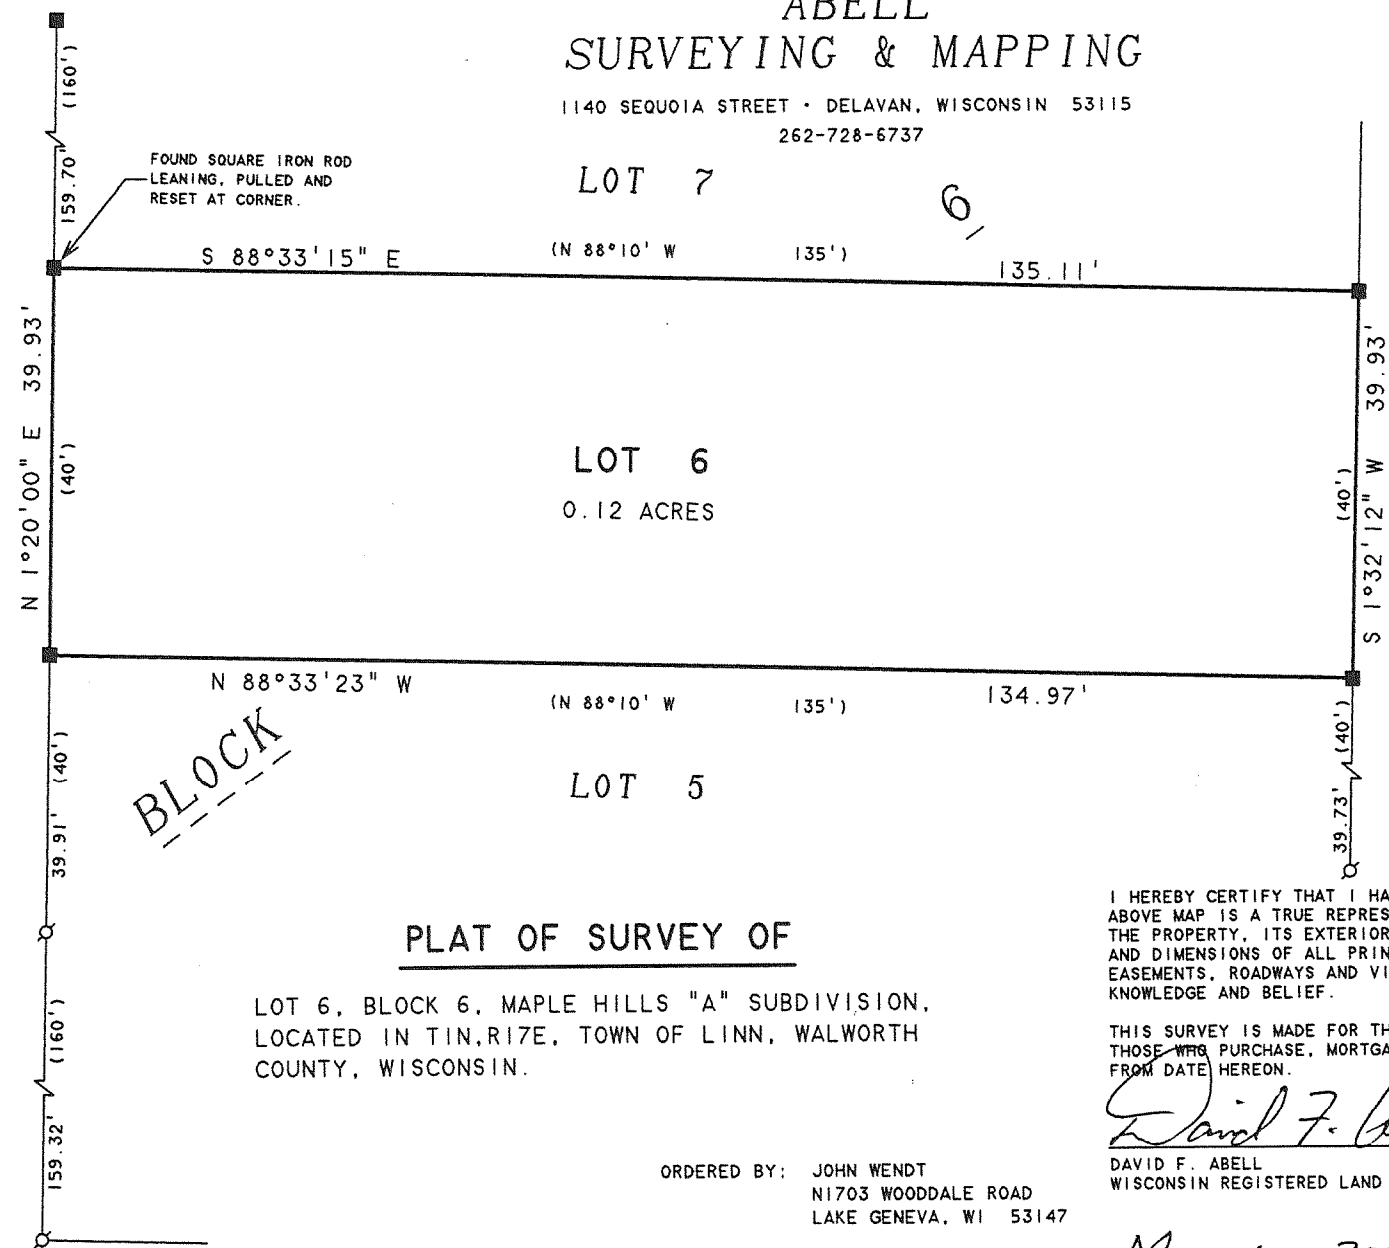 ABELL
SURVEYING & MAPPING
1140 SEQUOIA STREET · DELAVAN, WISCONSIN 53115
262-728-6737
(160')
159.70'
FOUND SQUARE IRON ROD
LEANING, PULLED AND
RESET AT CORNER.
LOT 7
6
S 88°33'15" E
(N 88°10' W 135')
135.11'
N 1°20'00" E 39.93'
(40')
LOT 6
0.12 ACRES
(40')
S 1°32'12" W 39.93'
N 88°33'23" W
(N 88°10' W 135')
134.97'
BLOCK
LOT 5
(40')
39.91'
(40')
39.73'
PLAT OF SURVEY OF
LOT 6, BLOCK 6, MAPLE HILLS "A" SUBDIVISION,
LOCATED IN T1N,R17E, TOWN OF LINN, WALWORTH
COUNTY, WISCONSIN.
(160')
159.32'
I HEREBY CERTIFY THAT I HA
ABOVE MAP IS A TRUE REPRES
THE PROPERTY, ITS EXTERIOR
AND DIMENSIONS OF ALL PRIN
EASEMENTS, ROADWAYS AND VI
KNOWLEDGE AND BELIEF.
THIS SURVEY IS MADE FOR TH
THOSE WHO PURCHASE, MORTGA
FROM DATE HEREON.
David F.
DAVID F. ABELL
WISCONSIN REGISTERED LAND
ORDERED BY: JOHN WENDT
N1703 WOODDALE ROAD
LAKE GENEVA, WI 53147